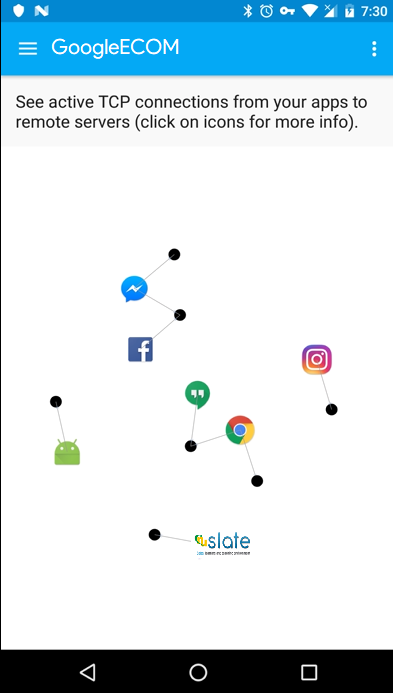 7:30
GoogleECOM
See active TCP connections from your apps to
remote servers (click on icons for more info).
slate